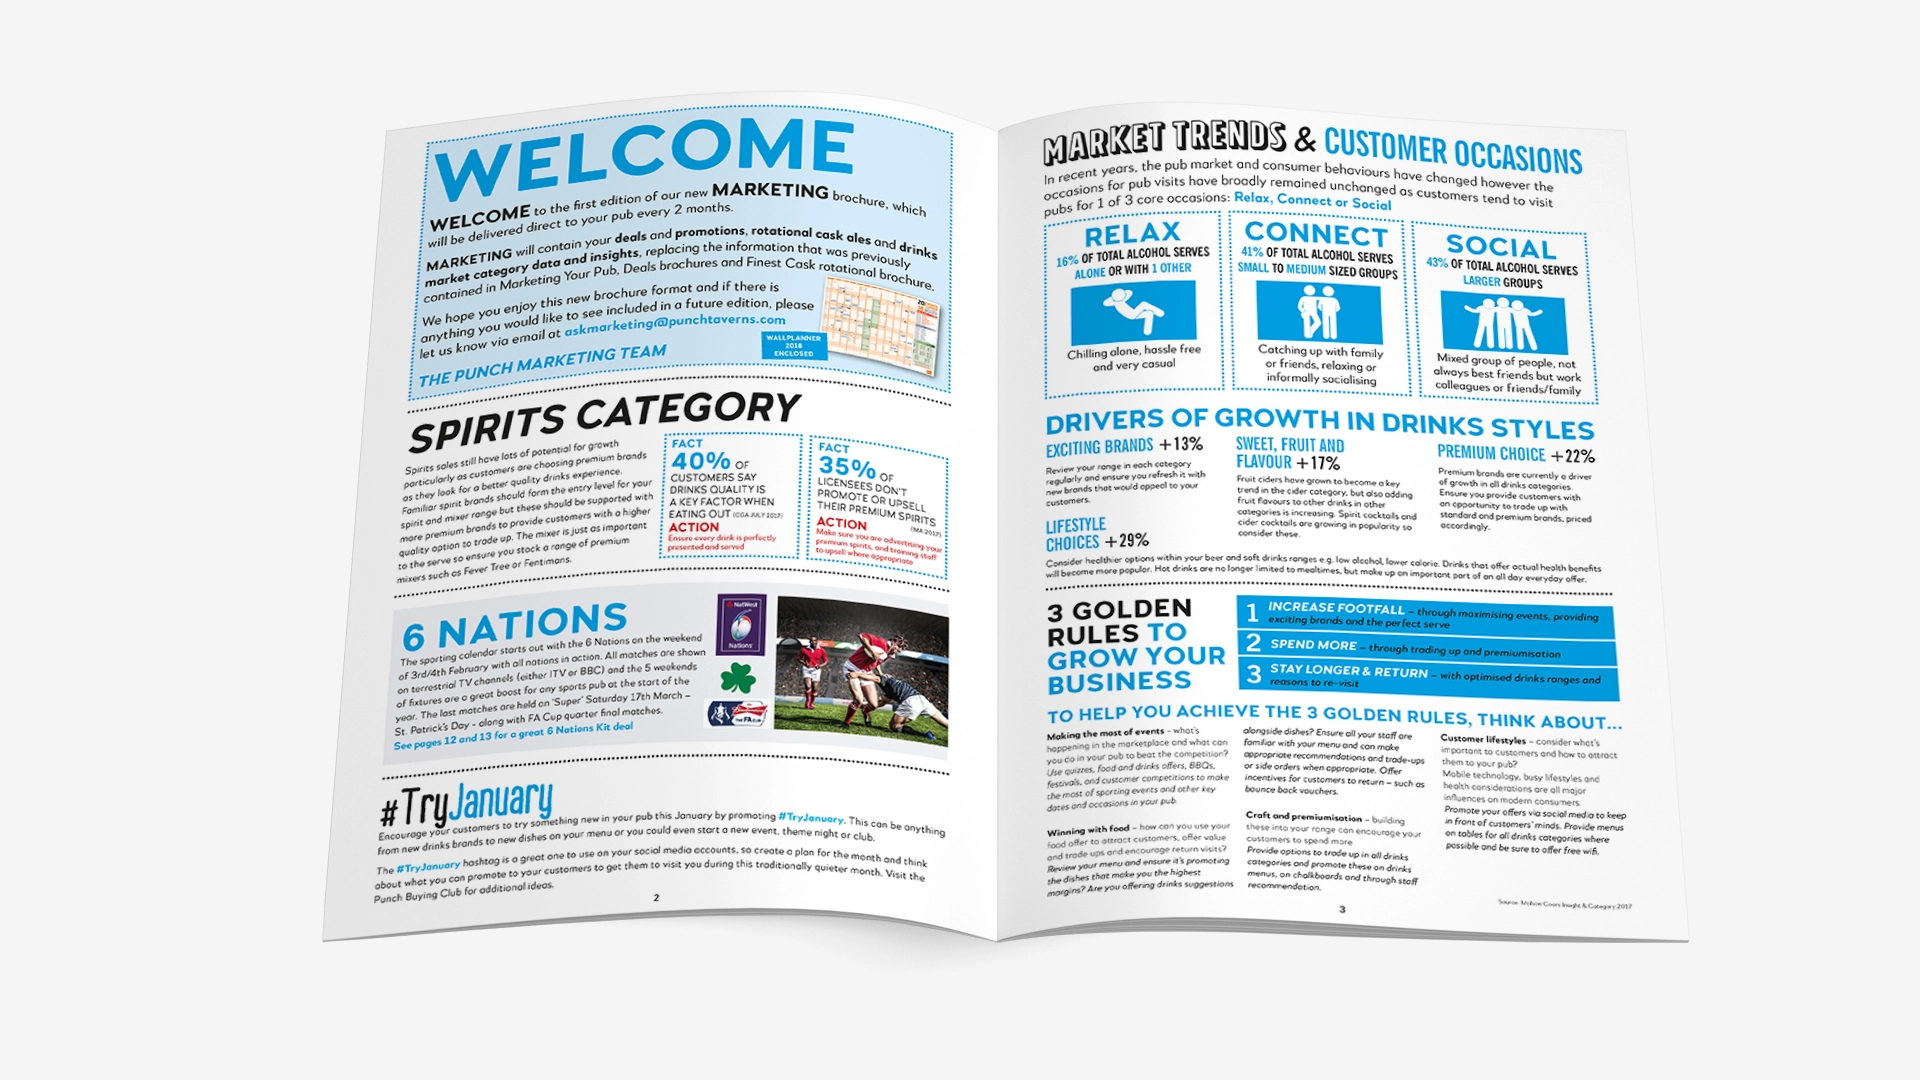 WELCOME
WELCOME to the first edition of our new MARKETING brochure, which
will be delivered direct to your pub every 2 months.
MARKETING will contain your deals and promotions, rotational cask ales and drinks
market category data and insights, replacing the information that was previously
contained in Marketing Your Pub, Deals brochures and Finest Cask rotational brochure.
We hope you enjoy this new brochure format and if there is
anything you would like to see included in a future edition, please
let us know via email at askmarketing@punchtaverns.com
THE PUNCH MARKETING TEAM
WALLPLANNER
2018
ENCLOSED
SPIRITS CATEGORY
Spirits sales still have lots of potential for growth
particularly as customers are choosing premium brands
as they look for a better quality drinks experience.
Familiar spirit brands should form the entry level for your
spirit and mixer range but these should be supported with
more premium brands to provide customers with a higher
quality option to trade up. The mixer is just as important
to the serve so ensure you stock a range of premium
mixers such as Fever Tree or Fentimans.
FACT
40% OF
CUSTOMERS SAY
DRINKS QUALITY IS
A KEY FACTOR WHEN
EATING OUT (CGA JULY 2017)
ACTION
Ensure every drink is perfectly
presented and served
FACT
35% OF
LICENSEES DON'T
PROMOTE OR UPSELL
THEIR PREMIUM SPIRITS
(MA 2017)
ACTION
Make sure you are advertising your
premium spirits, and training staff
to upsell where appropriate
6 NATIONS
The sporting calendar starts out with the 6 Nations on the weekend
of 3rd/4th February with all nations in action. All matches are shown
on terrestrial TV channels (either ITV or BBC) and the 5 weekends
of fixtures are a great boost for any sports pub at the start of the
year. The last matches are held on 'Super' Saturday 17th March –
St. Patrick's Day - along with FA Cup quarter final matches.
See pages 12 and 13 for a great 6 Nations Kit deal
NatWest
6
Nations
THE FA CUP
#TryJanuary
Encourage your customers to try something new in your pub this January by promoting #TryJanuary. This can be anything
from new drinks brands to new dishes on your menu or you could even start a new event, theme night or club.
The #TryJanuary hashtag is a great one to use on your social media accounts, so create a plan for the month and think
about what you can promote to your customers to get them to visit you during this traditionally quieter month. Visit the
Punch Buying Club for additional ideas.
2
MARKET TRENDS & CUSTOMER OCCASIONS
In recent years, the pub market and consumer behaviours have changed however the
occasions for pub visits have broadly remained unchanged as customers tend to visit
pubs for 1 of 3 core occasions: Relax, Connect or Social
RELAX
16% OF TOTAL ALCOHOL SERVES
ALONE OR WITH 1 OTHER
Chilling alone, hassle free
and very casual
CONNECT
41% OF TOTAL ALCOHOL SERVES
SMALL TO MEDIUM SIZED GROUPS
Catching up with family
or friends, relaxing or
informally socialising
SOCIAL
43% OF TOTAL ALCOHOL SERVES
LARGER GROUPS
Mixed group of people, not
always best friends but work
colleagues or friends/family
DRIVERS OF GROWTH IN DRINKS STYLES
EXCITING BRANDS +13%
Review your range in each category
regularly and ensure you refresh it with
new brands that would appeal to your
customers.
SWEET, FRUIT AND
FLAVOUR +17%
Fruit ciders have grown to become a key
trend in the cider category, but also adding
fruit flavours to other drinks in other
categories is increasing. Spirit cocktails and
cider cocktails are growing in popularity so
consider these.
PREMIUM CHOICE +22%
Premium brands are currently a driver
of growth in all drinks categories.
Ensure you provide customers with
an opportunity to trade up with
standard and premium brands, priced
accordingly.
LIFESTYLE
CHOICES +29%
Consider healthier options within your beer and soft drinks ranges e.g. low alcohol, lower calorie. Drinks that offer actual health benefits
will become more popular. Hot drinks are no longer limited to mealtimes, but make up an important part of an all day everyday offer.
3 GOLDEN
RULES TO
GROW YOUR
BUSINESS
1 INCREASE FOOTFALL – through maximising events, providing
exciting brands and the perfect serve
2 SPEND MORE – through trading up and premiumisation
3 STAY LONGER & RETURN – with optimised drinks ranges and
reasons to re-visit
TO HELP YOU ACHIEVE THE 3 GOLDEN RULES, THINK ABOUT...
Making the most of events - what's
happening in the marketplace and what can
you do in your pub to beat the competition?
Use quizzes, food and drinks offers, BBQs,
festivals, and customer competitions to make
the most of sporting events and other key
dates and occasions in your pub.
Winning with food – how can you use your
food offer to attract customers, offer value
and trade ups and encourage return visits?
Review your menu and ensure it's promoting
the dishes that make you the highest
margins? Are you offering drinks suggestions
alongside dishes? Ensure all your staff are
familiar with your menu and can make
appropriate recommendations and trade-ups
or side orders when appropriate. Offer
incentives for customers to return – such as
bounce back vouchers.
Craft and premiumisation – building
these into your range can encourage your
customers to spend more.
Provide options to trade up in all drinks
categories and promote these on drinks
menus, on chalkboards and through staff
recommendation.
Customer lifestyles – consider what's
important to customers and how to attract
them to your pub?
Mobile technology, busy lifestyles and
health considerations are all major
influences on modern consumers.
Promote your offers via social media to keep
in front of customers' minds. Provide menus
on tables for all drinks categories where
possible and be sure to offer free wifi.
Source: Molson Coors Insight & Category 2017
3